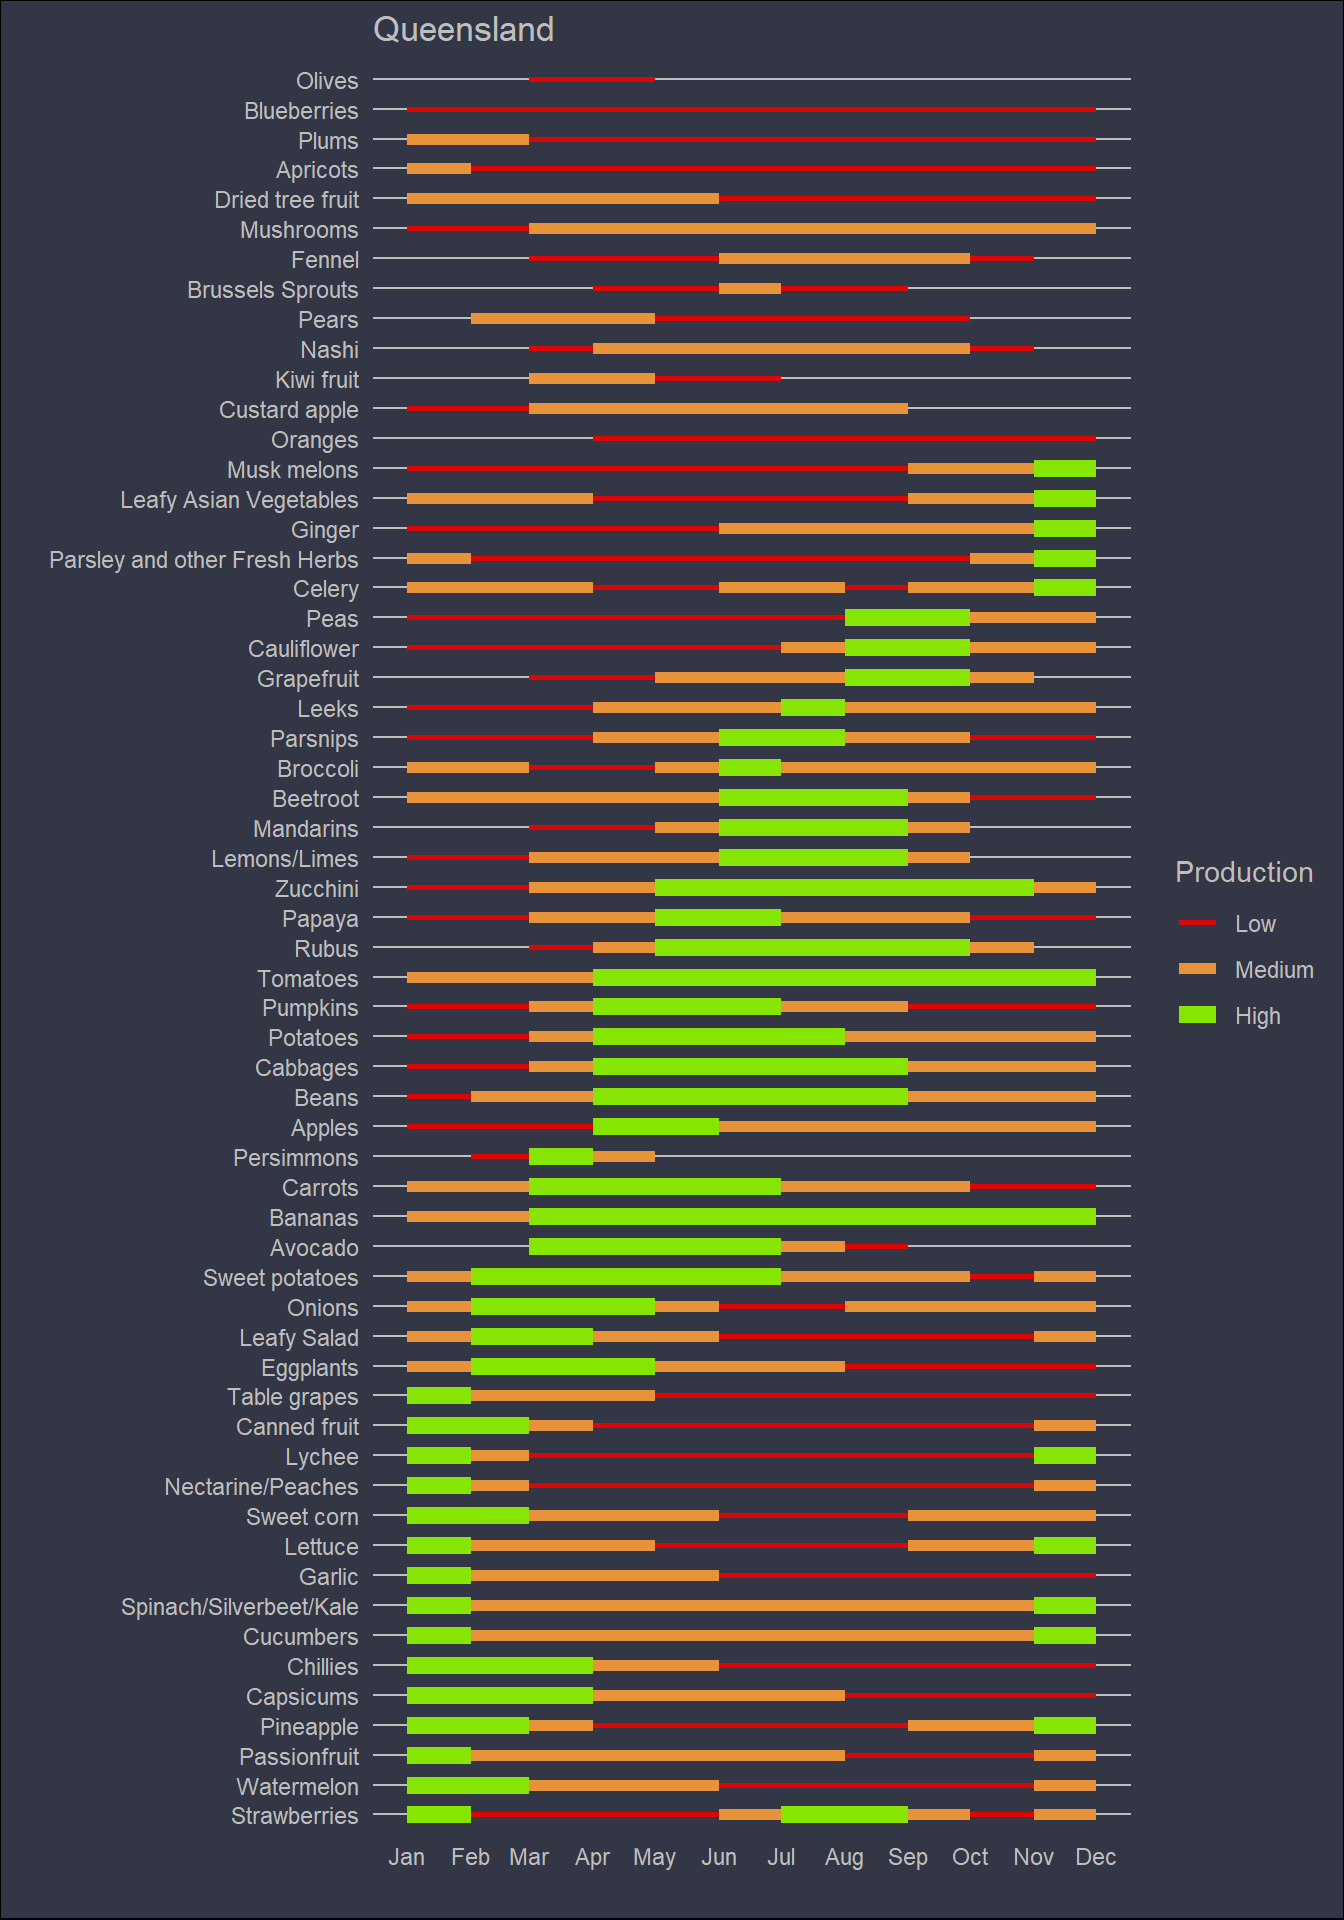 Queensland
Olives
Blueberries
Plums
Apricots
Dried tree fruit
Mushrooms
Fennel
Brussels Sprouts
Pears
Nashi
Kiwi fruit
Custard apple
Oranges
Musk melons
Leafy Asian Vegetables
Ginger
Parsley and other Fresh Herbs
Celery
Peas
Cauliflower
Grapefruit
Leeks
Parsnips
Broccoli
Beetroot
Mandarins
Lemons/Limes
Zucchini
Papaya
Rubus
Tomatoes
Pumpkins
Potatoes
Cabbages
Beans
Apples
Persimmons
Carrots
Bananas
Avocado
Sweet potatoes
Onions
Leafy Salad
Eggplants
Table grapes
Canned fruit
Lychee
Nectarine/Peaches
Sweet corn
Lettuce
Garlic
Spinach/Silverbeet/Kale
Cucumbers
Chillies
Capsicums
Pineapple
Passionfruit
Watermelon
Strawberries
Jan Feb Mar Apr May Jun Jul Aug Sep Oct Nov Dec
Production
Low
Medium
High